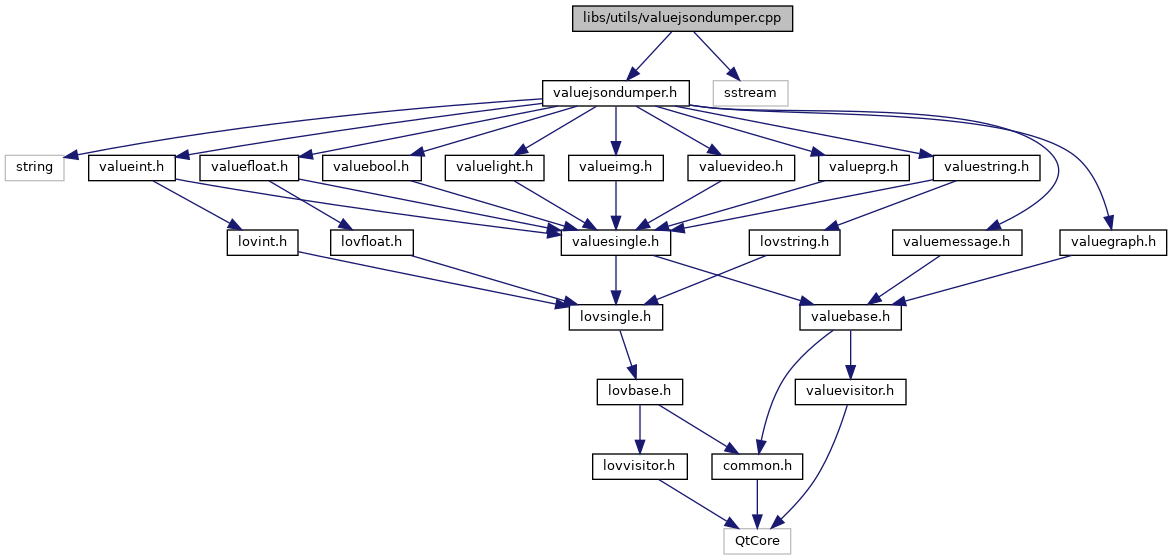 libs/utils/valuejsondumper.cpp
valuejsondumper.h
sstream
string
valueint.h
valuefloat.h
valuebool.h
valuelight.h
valueimg.h
valuevideo.h
valueprg.h
valuestring.h
lovint.h
lovfloat.h
valuesingle.h
lovstring.h
valuemessage.h
valuegraph.h
lovsingle.h
valuebase.h
lovbase.h
valuevisitor.h
lovvisitor.h
common.h
QtCore